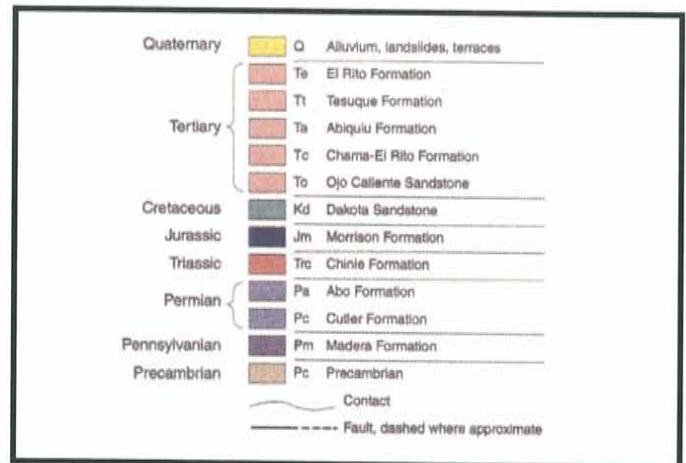 Quaternary Q Alluvium, landslides, terraces
Te El Rito Formation
Tt Tesuque Formation
Tertiary Ta Abiquiu Formation
Tc Chama-El Rito Formation
To Ojo Caliente Sandstone
Cretaceous Kd Dakota Sandstone
Jurassic Jm Morrison Formation
Triassic Trc Chinle Formation
Permian Pa Abo Formation
Pc Cutler Formation
Pennsylvanian Pm Madera Formation
Precambrian Pc Precambrian
Contact
Fault, dashed where approximate